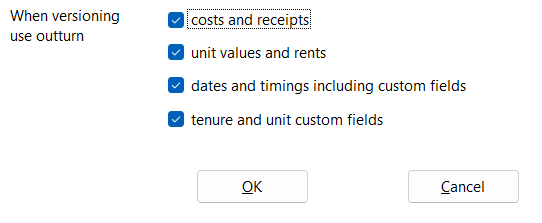 When versioning
use outturn
costs and receipts
unit values and rents
dates and timings including custom fields
tenure and unit custom fields
OK
Cancel